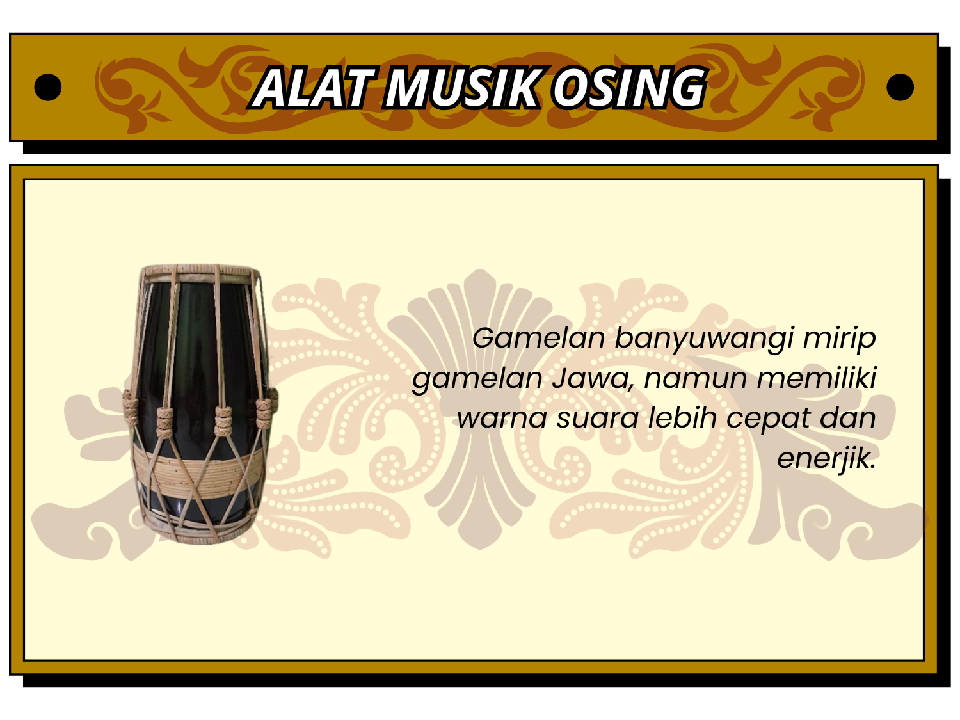 ALAT MUSIK OSING
Gamelan banyuwangi mirip
gamelan Jawa, namun memiliki
warna suara lebih cepat dan
enerjik.